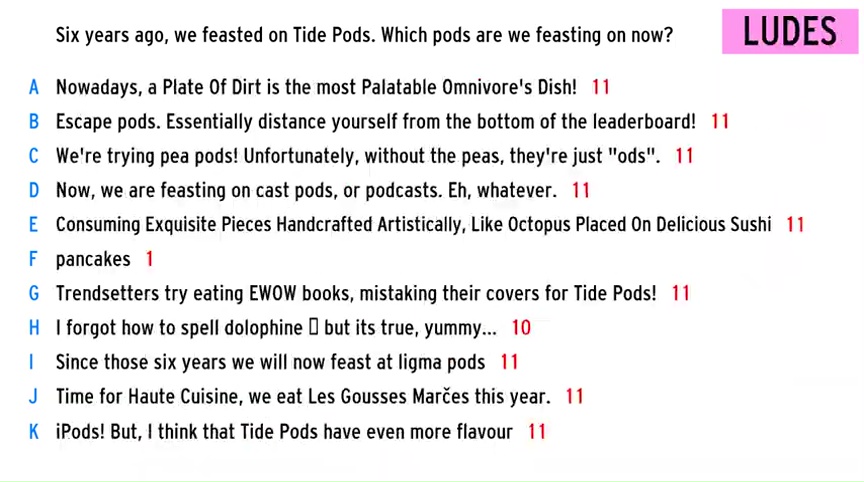 Six years ago, we feasted on Tide Pods. Which pods are we feasting on now?
LUDES
A Nowadays, a Plate Of Dirt is the most Palatable Omnivore's Dish! 11
B Escape pods. Essentially distance yourself from the bottom of the leaderboard! 11
C We're trying pea pods! Unfortunately, without the peas, they're just "ods". 11
D Now, we are feasting on cast pods, or podcasts. Eh, whatever. 11
E Consuming Exquisite Pieces Handcrafted Artistically, Like Octopus Placed On Delicious Sushi 11
F pancakes 1
G Trendsetters try eating EWOW books, mistaking their covers for Tide Pods! 11
H I forgot how to spell dolophine ▯ but its true, yummy... 10
I Since those six years we will now feast at ligma pods 11
J Time for Haute Cuisine, we eat Les Gousses Marčes this year. 11
K iPods! But, I think that Tide Pods have even more flavour 11